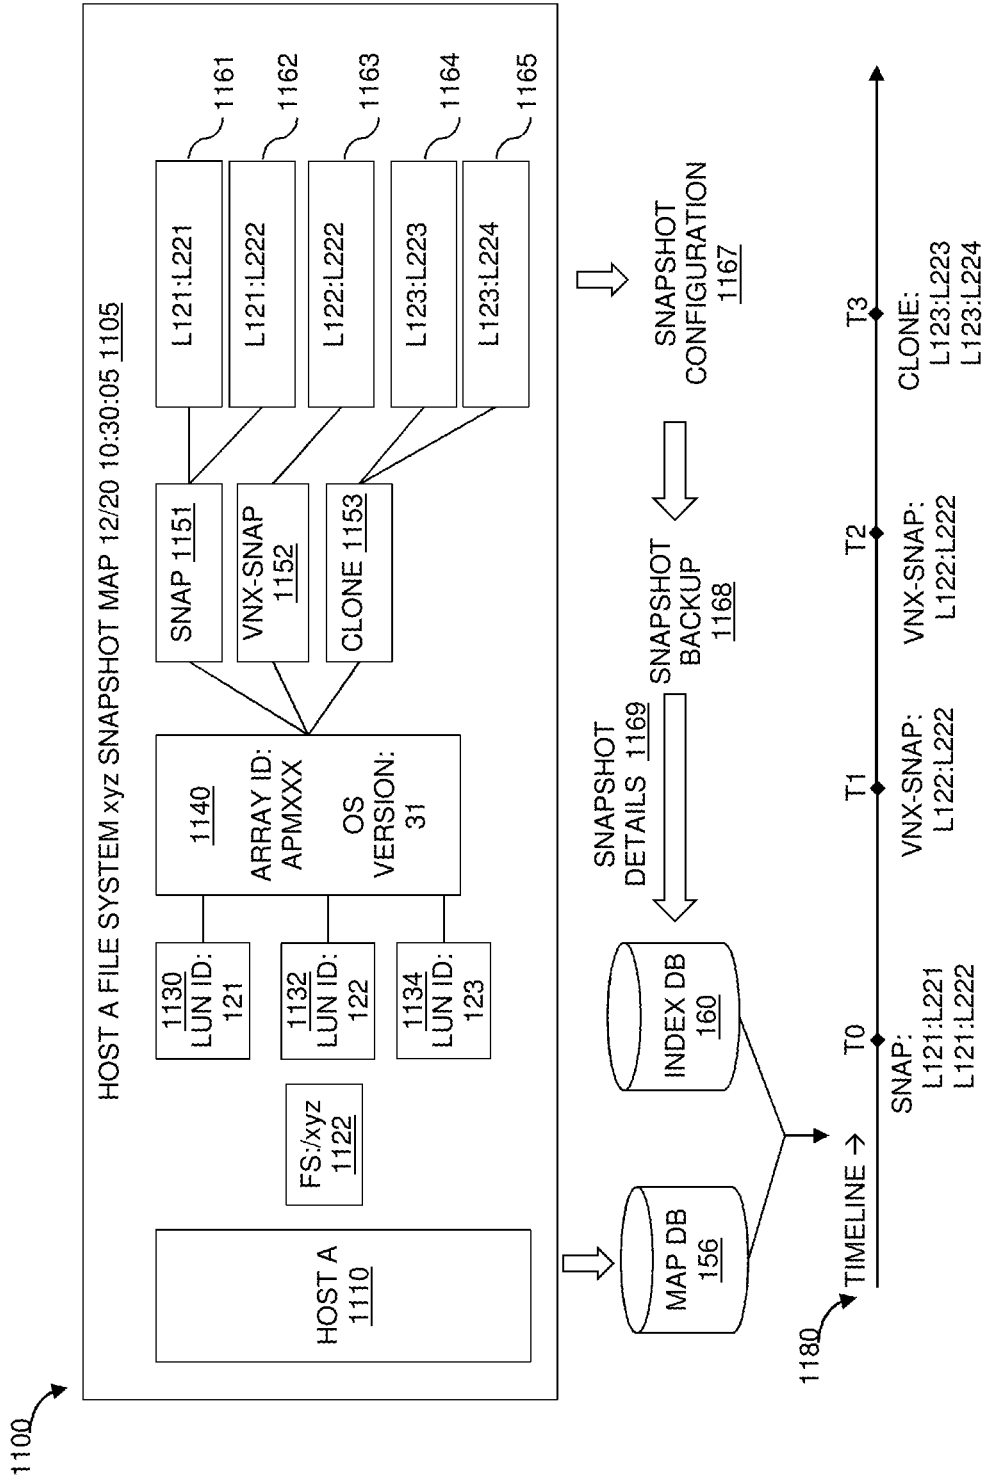 1100
HOST A FILE SYSTEM xyz SNAPSHOT MAP 12/20 10:30:05 1105
HOST A
1110
FS:/xyz
1122
1130
LUN ID:
121
1132
LUN ID:
122
1134
LUN ID:
123
1140
ARRAY ID:
APMXXX
OS
VERSION:
31
SNAP 1151
VNX-SNAP
1152
CLONE 1153
L121:L221
1161
L121:L222
1162
L122:L222
1163
L123:L223
1164
L123:L224
1165
MAP DB
156
INDEX DB
160
SNAPSHOT
DETAILS 1169
SNAPSHOT
BACKUP
1168
SNAPSHOT
CONFIGURATION
1167
1180
TIMELINE →
T0
T1
T2
T3
SNAP:
L121:L221
L121:L222
VNX-SNAP:
L122:L222
VNX-SNAP:
L122:L222
CLONE:
L123:L223
L123:L224